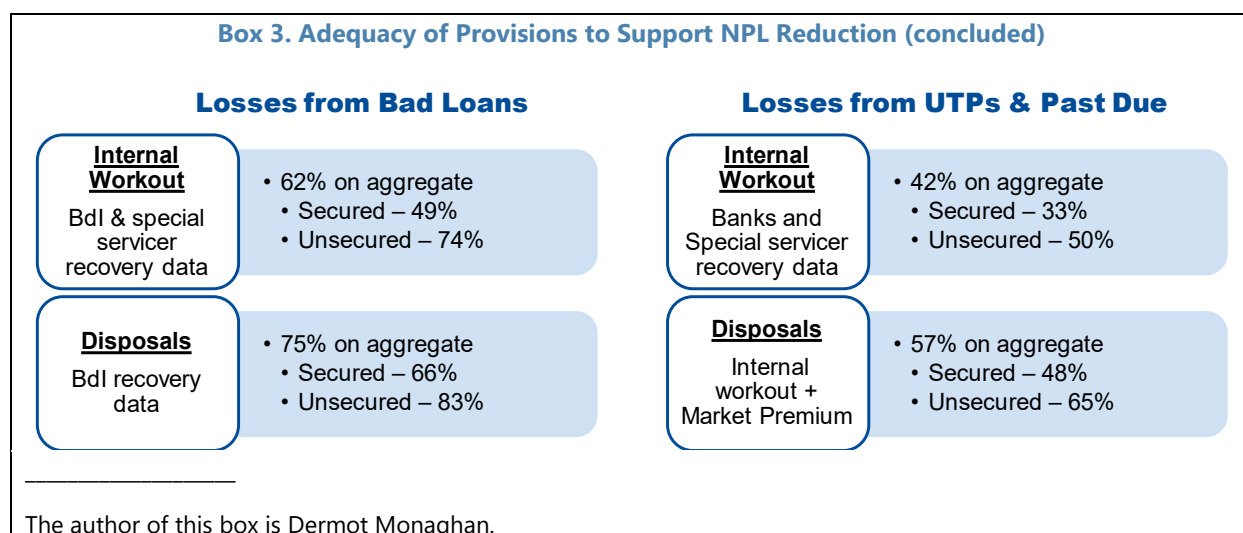 Box 3. Adequacy of Provisions to Support NPL Reduction (concluded)
Losses from Bad Loans
Internal
Workout
BdI & special
servicer
recovery data
• 62% on aggregate
• Secured – 49%
• Unsecured – 74%
Disposals
BdI recovery
data
• 75% on aggregate
• Secured – 66%
• Unsecured – 83%
Losses from UTPs & Past Due
Internal
Workout
Banks and
Special servicer
recovery data
• 42% on aggregate
• Secured – 33%
• Unsecured – 50%
Disposals
Internal
workout +
Market Premium
• 57% on aggregate
• Secured – 48%
• Unsecured – 65%
The author of this box is Dermot Monaghan.